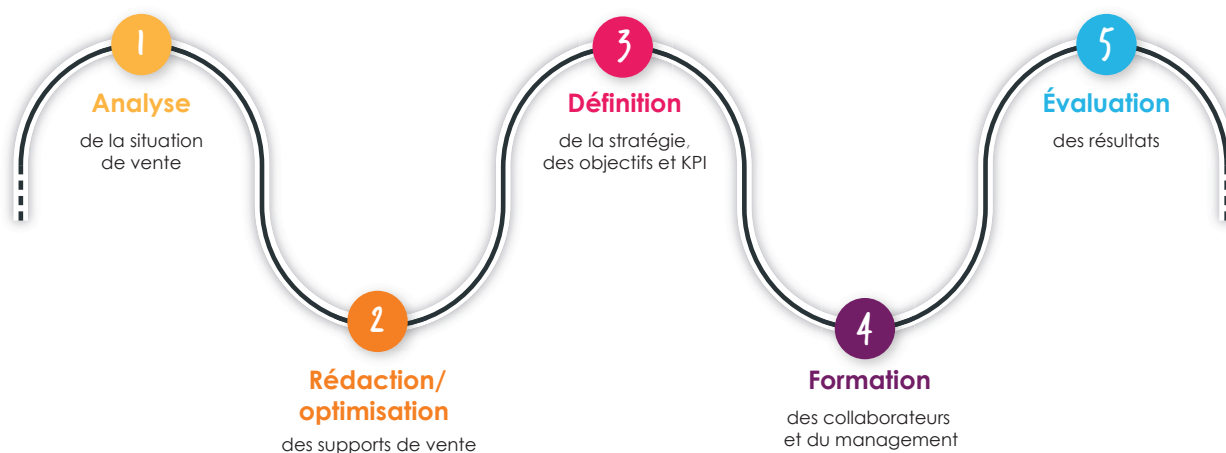 1
Analyse
de la situation
de vente
2
Rédaction/
optimisation
des supports de vente
3
Définition
de la stratégie,
des objectifs et KPI
4
Formation
des collaborateurs
et du management
5
Évaluation
des résultats